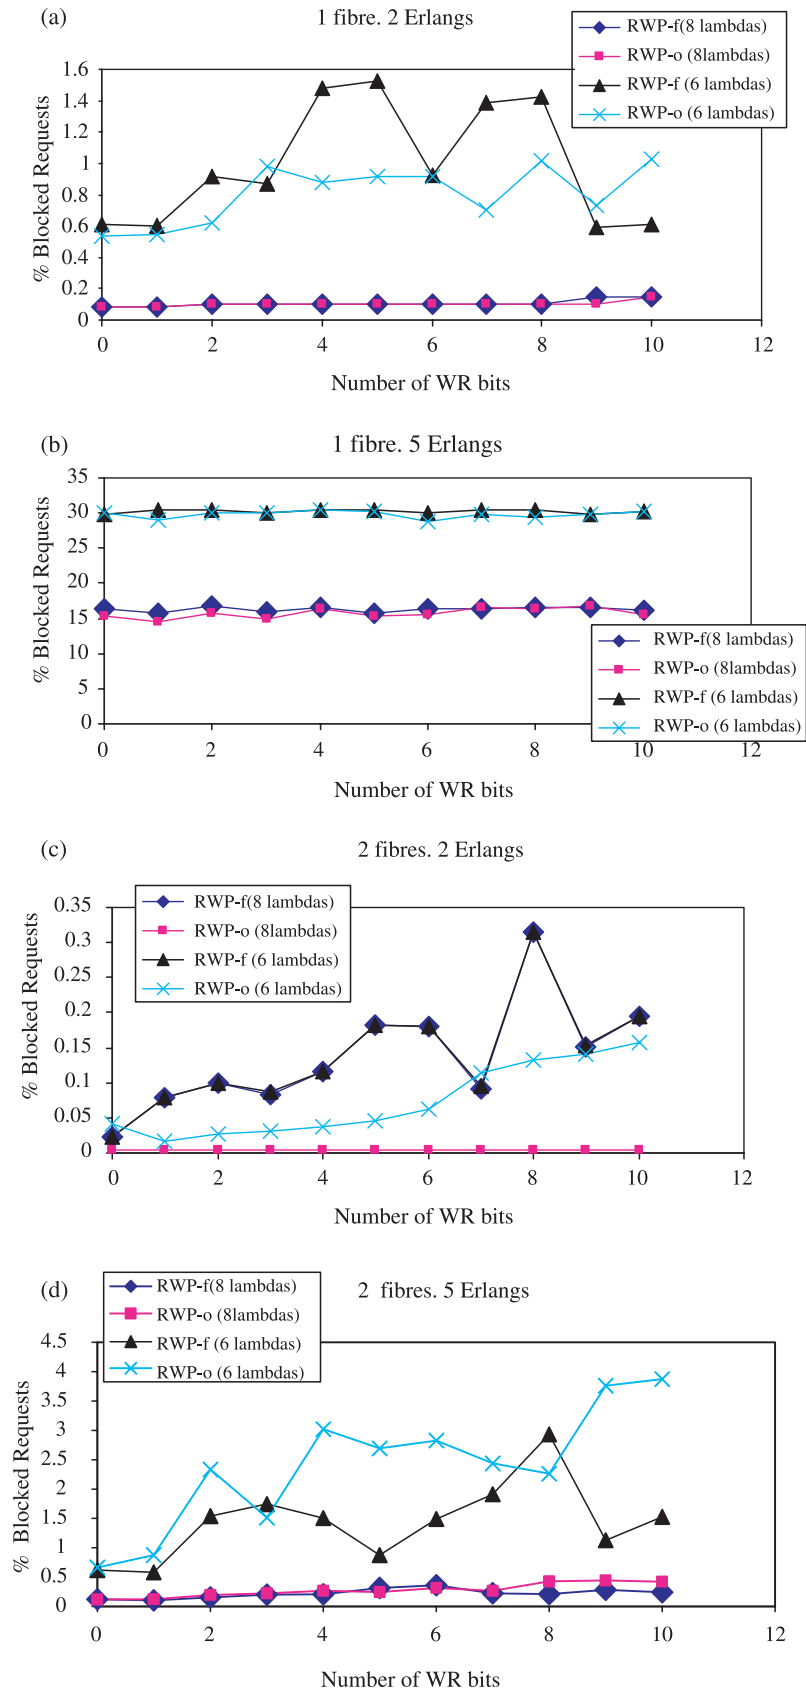 (a)
1 fibre. 2 Erlangs
RWP-f(8 lambdas)
RWP-o (8lambdas)
RWP-f (6 lambdas)
RWP-o (6 lambdas)
% Blocked Requests
1.6
1.4
1.2
1
0.8
0.6
0.4
0.2
0
0 2 4 6 8 10 12
Number of WR bits
(b)
1 fibre. 5 Erlangs
% Blocked Requests
35
30
25
20
15
10
5
0
RWP-f(8 lambdas)
RWP-o (8lambdas)
RWP-f (6 lambdas)
RWP-o (6 lambdas)
0 2 4 6 8 10 12
Number of WR bits
(c)
2 fibres. 2 Erlangs
RWP-f(8 lambdas)
RWP-o (8lambdas)
RWP-f (6 lambdas)
RWP-o (6 lambdas)
% Blocked Requests
0.35
0.3
0.25
0.2
0.15
0.1
0.05
0
0 2 4 6 8 10 12
Number of WR bits
(d)
2 fibres. 5 Erlangs
RWP-f(8 lambdas)
RWP-o (8lambdas)
RWP-f (6 lambdas)
RWP-o (6 lambdas)
% Blocked Requests
4.5
4
3.5
3
2.5
2
1.5
1
0.5
0
0 2 4 6 8 10 12
Number of WR bits